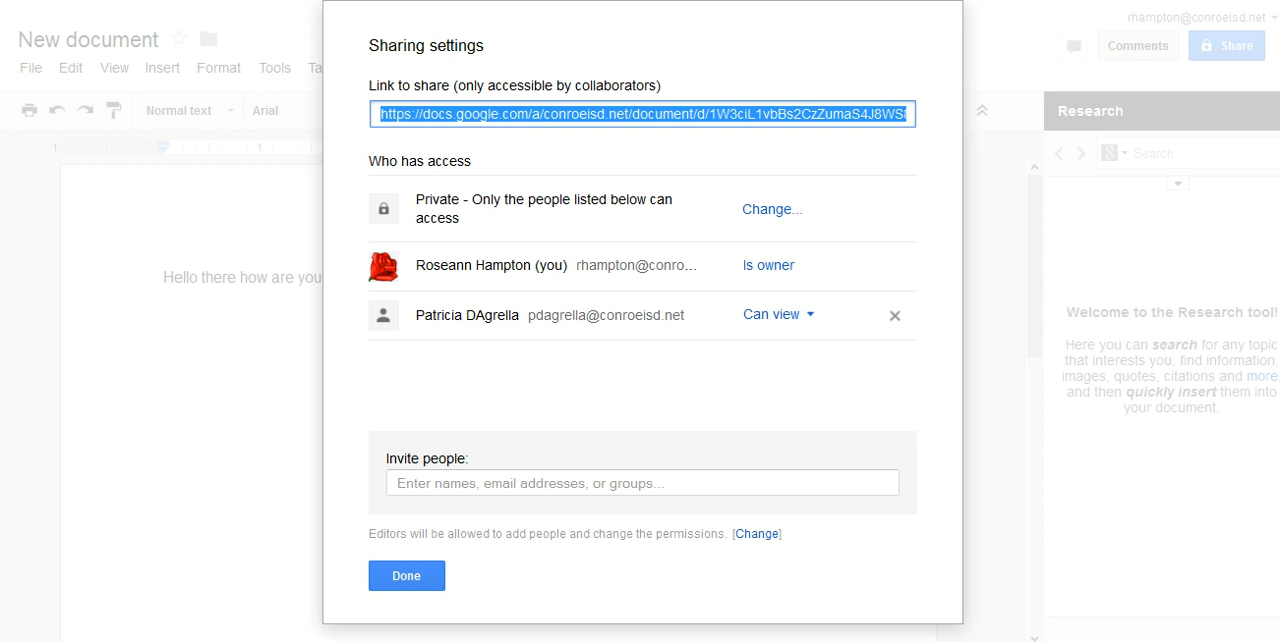 rhampton@conroeisd.net
New document
Comments
Share
File Edit View Insert Format Tools Ta
Normal text
Arial
Sharing settings
Link to share (only accessible by collaborators)
https://docs.google.com/a/conroeisd.net/document/d/1W3ciL1vbBs2CzZumaS4J8WS
Who has access
Private - Only the people listed below can
access
Change...
Roseann Hampton (you) rhampton@conro...
Is owner
Patricia DAgrella pdagrella@conroeisd.net
Can view
Invite people:
Enter names, email addresses, or groups...
Editors will be allowed to add people and change the permissions. [Change]
Done
1
1
Hello there how are you
Research
8
Search
Welcome to the Research tool!
Here you can search for any topic
that interests you, find information,
images, quotes, citations and more
and then quickly insert them into
your document.